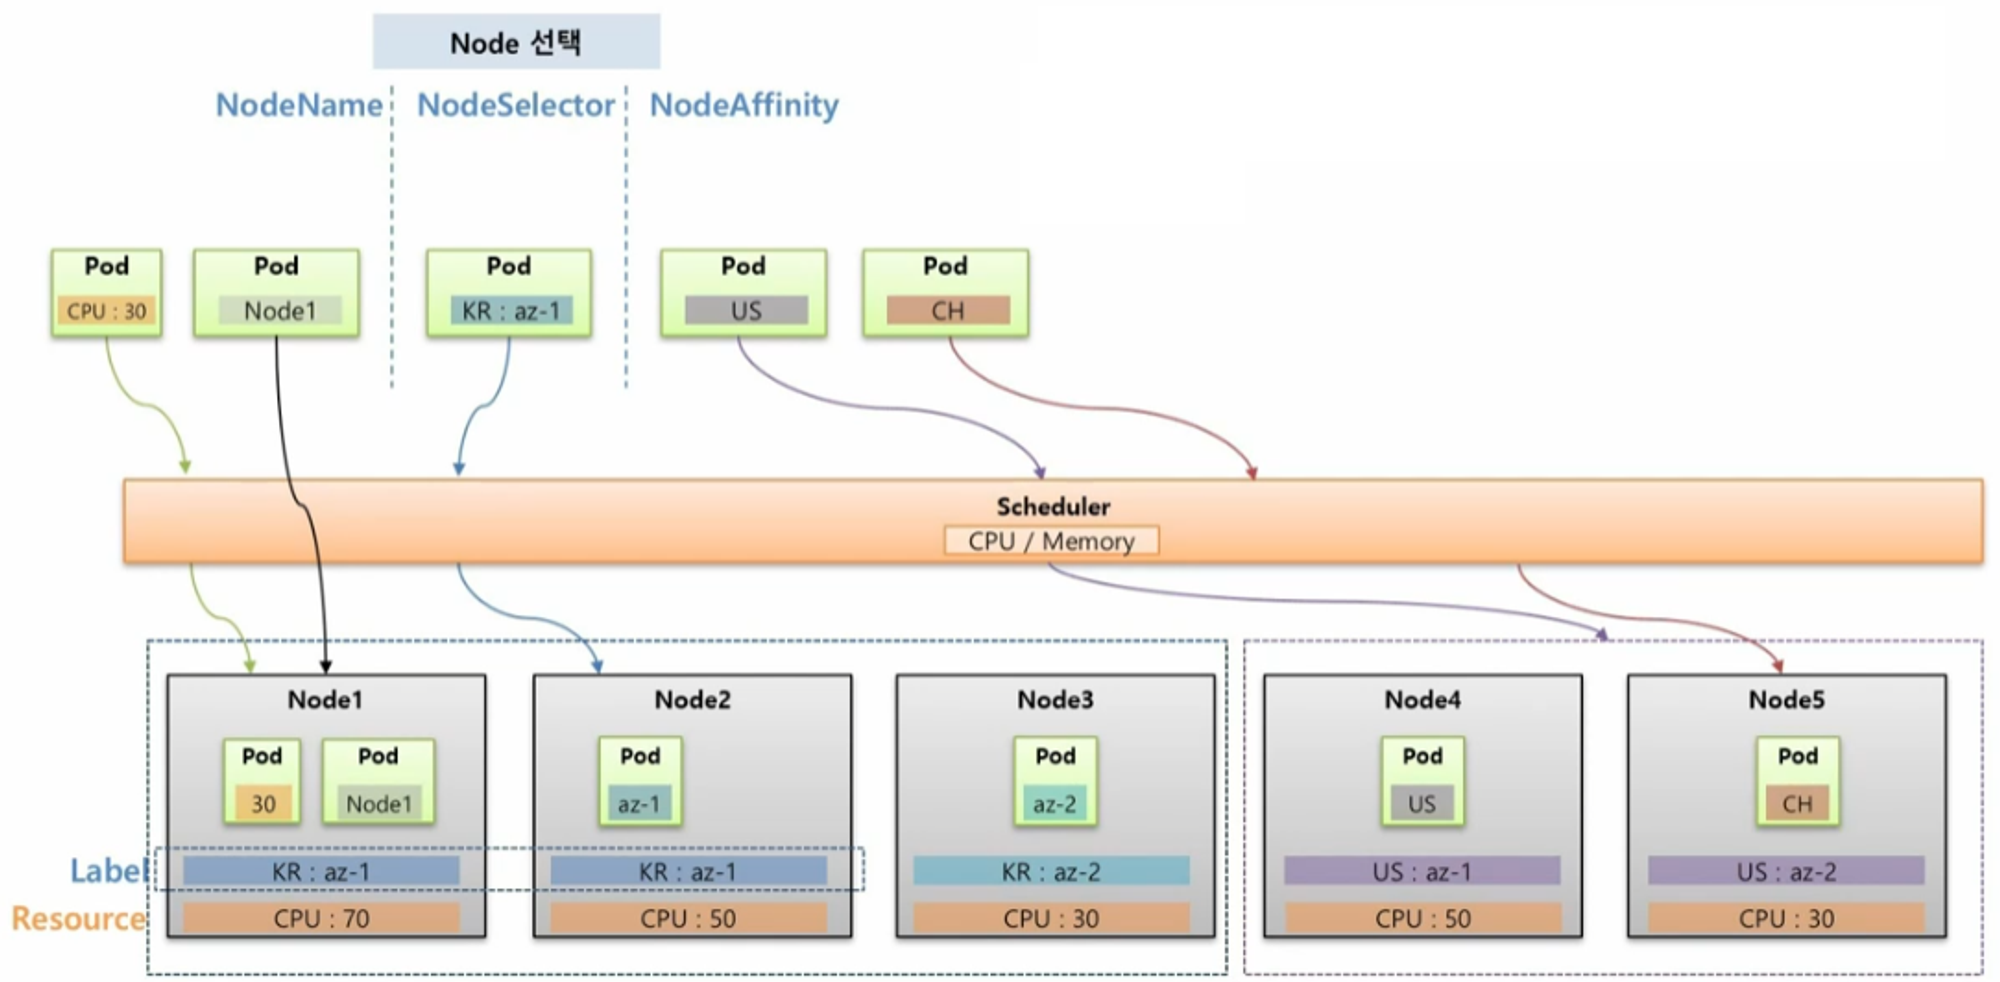 Node 선택
NodeName
NodeSelector
NodeAffinity
Pod
CPU : 30
Pod
Node1
Pod
KR : az-1
Pod
US
Pod
CH
Scheduler
CPU / Memory
Node1
Pod
30
Pod
Node1
Node2
Pod
az-1
Node3
Pod
az-2
Node4
Pod
US
Node5
Pod
CH
Label
KR : az-1
KR : az-1
KR : az-2
US : az-1
US : az-2
Resource
CPU : 70
CPU : 50
CPU : 30
CPU : 50
CPU : 30